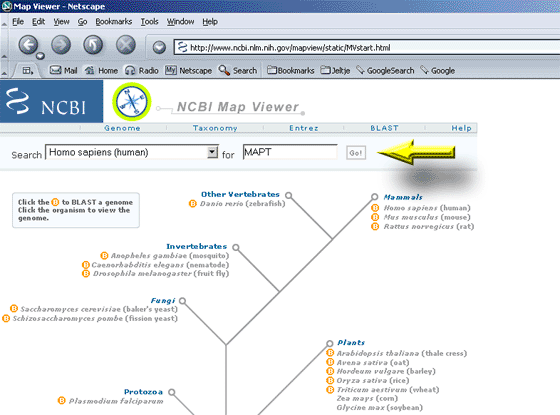 Map Viewer - Netscape
File Edit View Go Bookmarks Tools Window Help
http://www.ncbi.nlm.nih.gov/mapview/static/MVstart.html
Mail Home Radio My Netscape Search Bookmarks Jeltje GoogleSearch Google
NCBI NCBI Map Viewer
Genome Taxonomy Entrez BLAST Help
Search Homo sapiens (human) for MAPT Go!
Click the B to BLAST a genome
Click the organism to view the
genome.
Other Vertebrates
B Danio rerio (zebrafish)
Mammals
B Homo sapiens (human)
B Mus musculus (mouse)
B Rattus norvegicus (rat)
Invertebrates
B Anopheles gambiae (mosquito)
B Caenorhabditis elegans (nematode)
B Drosophila melanogaster (fruit fly)
Fungi
B Saccharomyces cerevisiae (baker's yeast)
B Schizosaccharomyces pombe (fission yeast)
Plants
B Arabidopsis thaliana (thale cress)
B Avena sativa (oat)
B Hordeum vulgare (barley)
B Oryza sativa (rice)
B Triticum aestivum (wheat)
Zea mays (corn)
Glycine max (soybean)
Protozoa
B Plasmodium falciparum